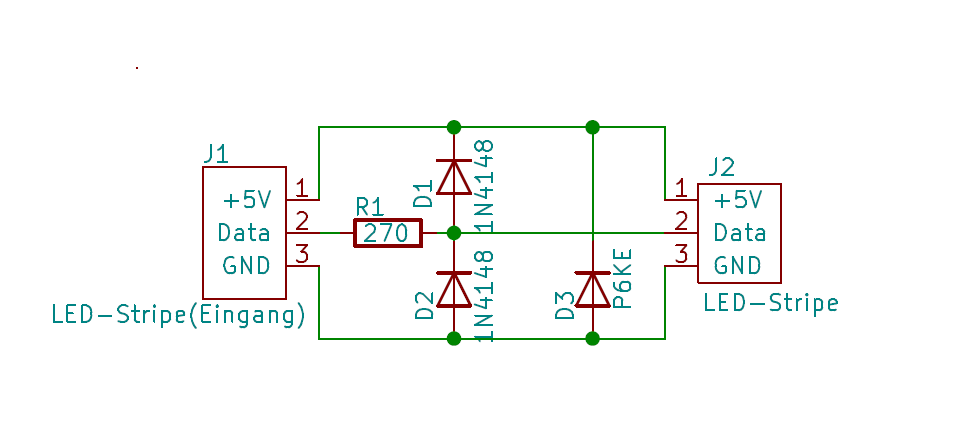 J1
+5V 1
Data 2
GND 3
LED-Stripe(Eingang)
R1
270
D1
1N4148
D2
1N4148
D3
P6KE
J2
1 +5V
2 Data
3 GND
LED-Stripe